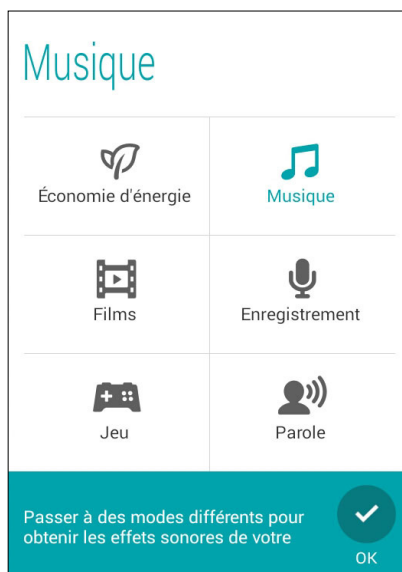 Musique
Économie d'énergie
Musique
Films
Enregistrement
Jeu
Parole
Passer à des modes différents pour
obtenir les effets sonores de votre
OK